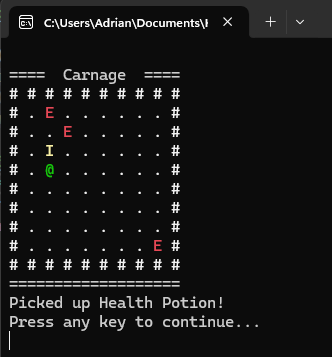 C:\Users\Adrian\Documents\
====  Carnage  ====
# # # # # # # # # #
# . E . . . . . . #
# . . E . . . . . #
# . I . . . . . . #
# . @ . . . . . . #
# . . . . . . . . #
# . . . . . . . . #
# . . . . . . . . #
# . . . . . . . E #
# # # # # # # # # #
===================
Picked up Health Potion!
Press any key to continue...